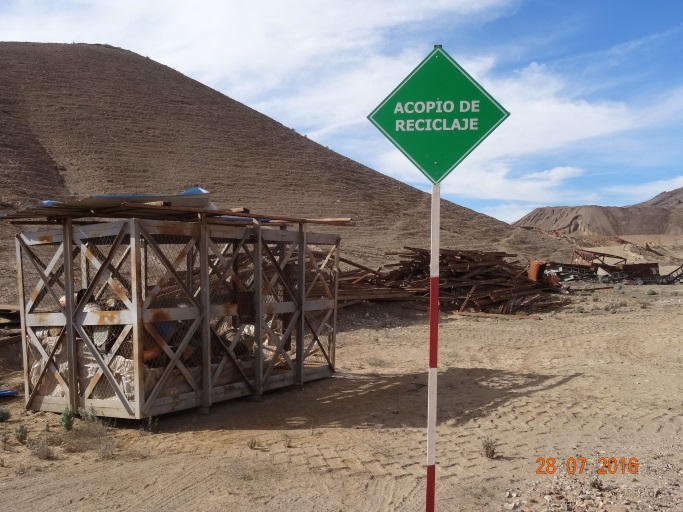 ACOPIO DE
RECICLAJE
28 07 2016